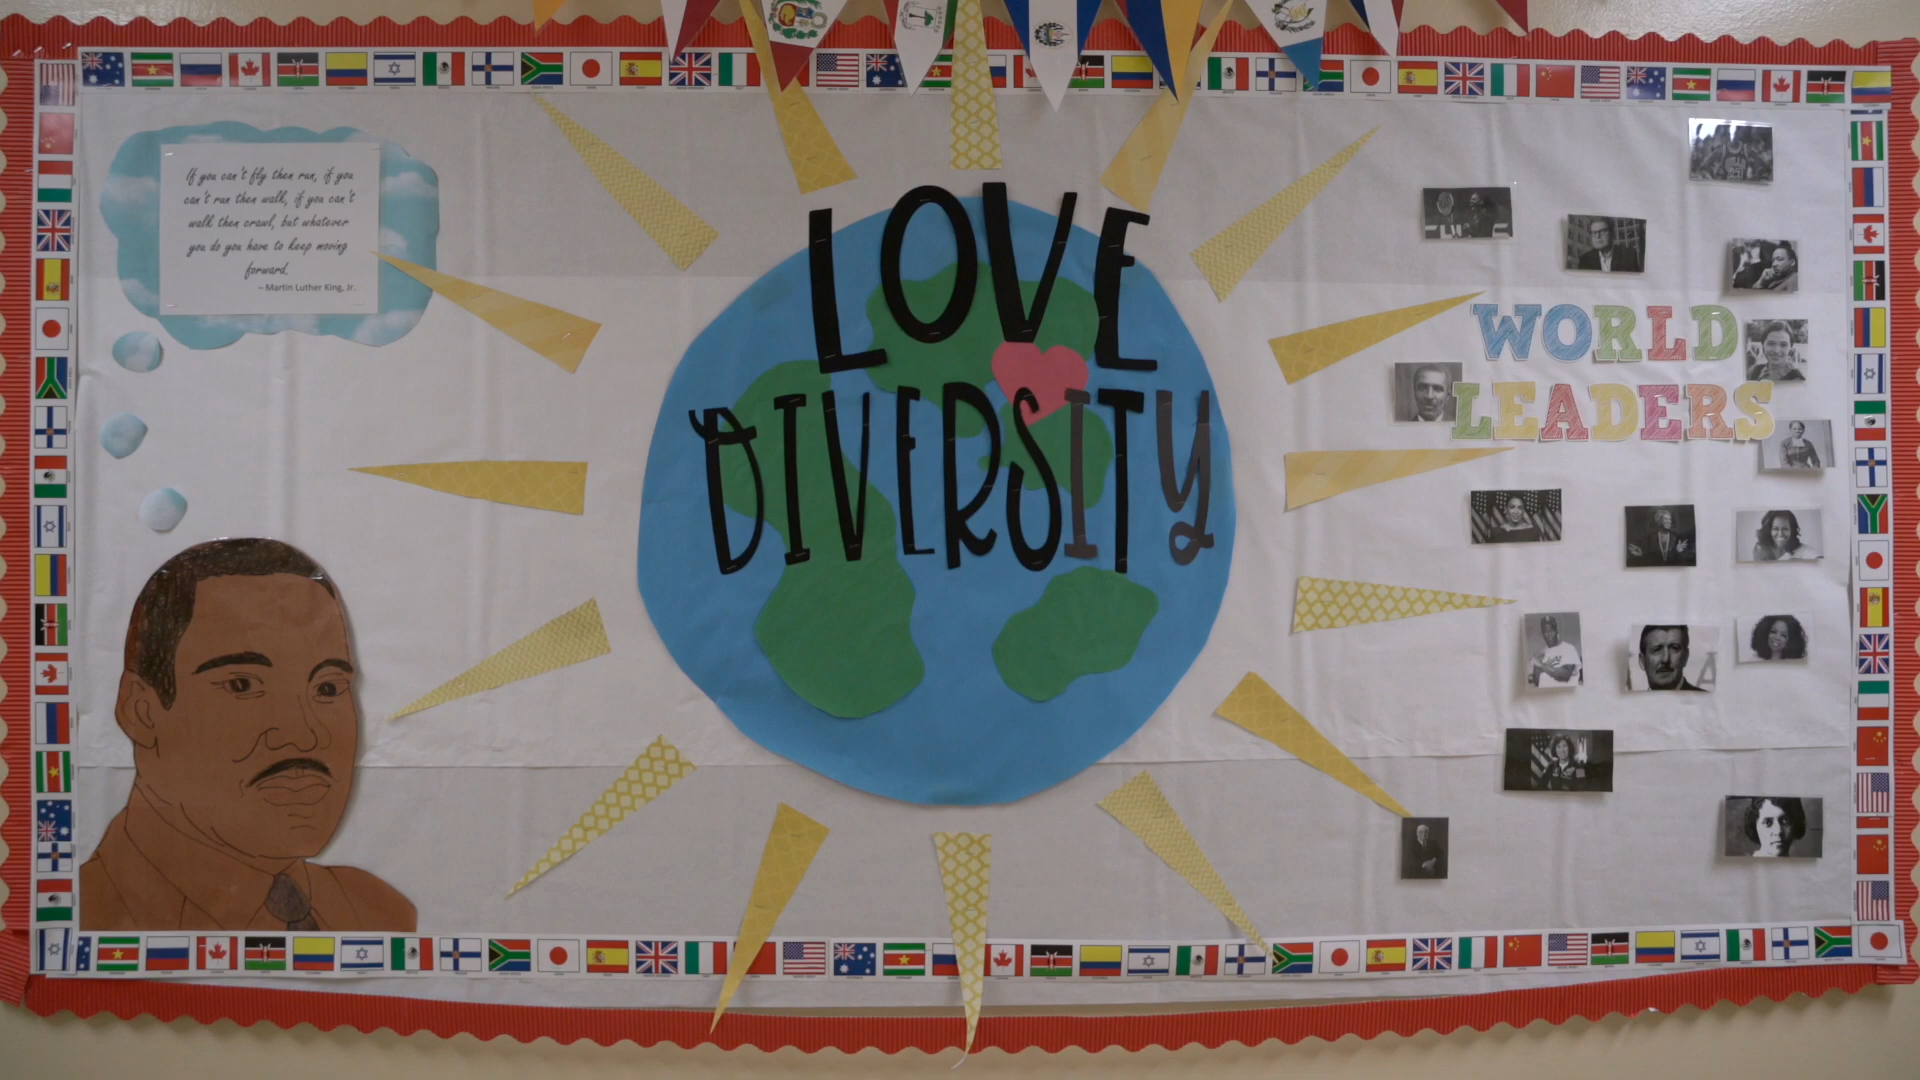 If you can't fly then run, if you
can't run then walk, if you can't
walk then crawl, but whatever
you do you have to keep moving
forward.
– Martin Luther King, Jr.
LOVE
DIVERSITY
WORLD
LEADERS